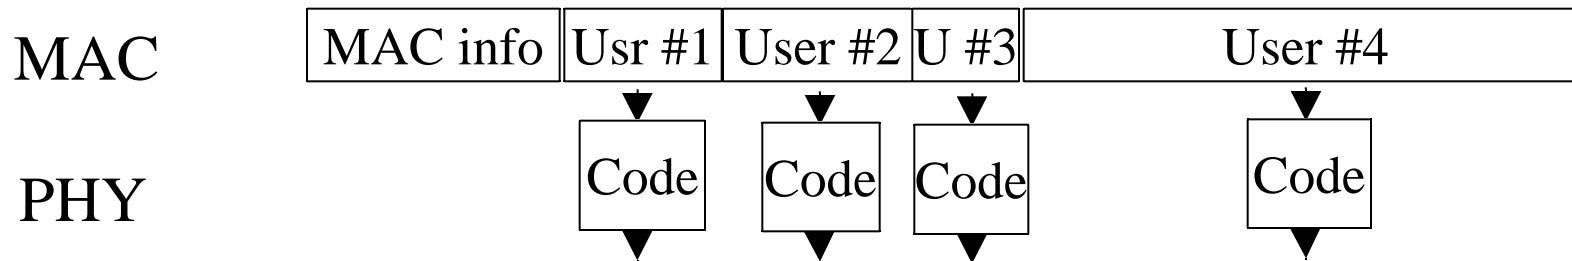 MAC MAC info Usr #1 User #2 U #3 User #4
PHY Code Code Code Code